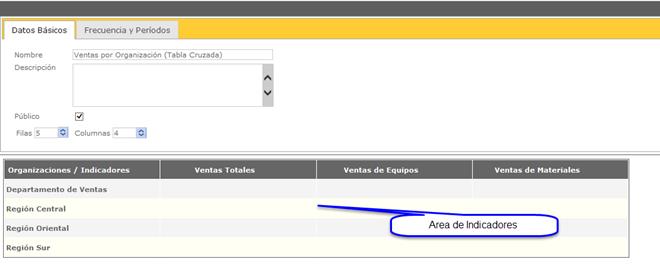 Datos Básicos Frecuencia y Períodos
Nombre Ventas por Organización (Tabla Cruzada)
Descripción
Público
Filas 5 Columnas 4
Organizaciones / Indicadores Ventas Totales Ventas de Equipos Ventas de Materiales
Departamento de Ventas
Región Central
Area de Indicadores
Región Oriental
Región Sur